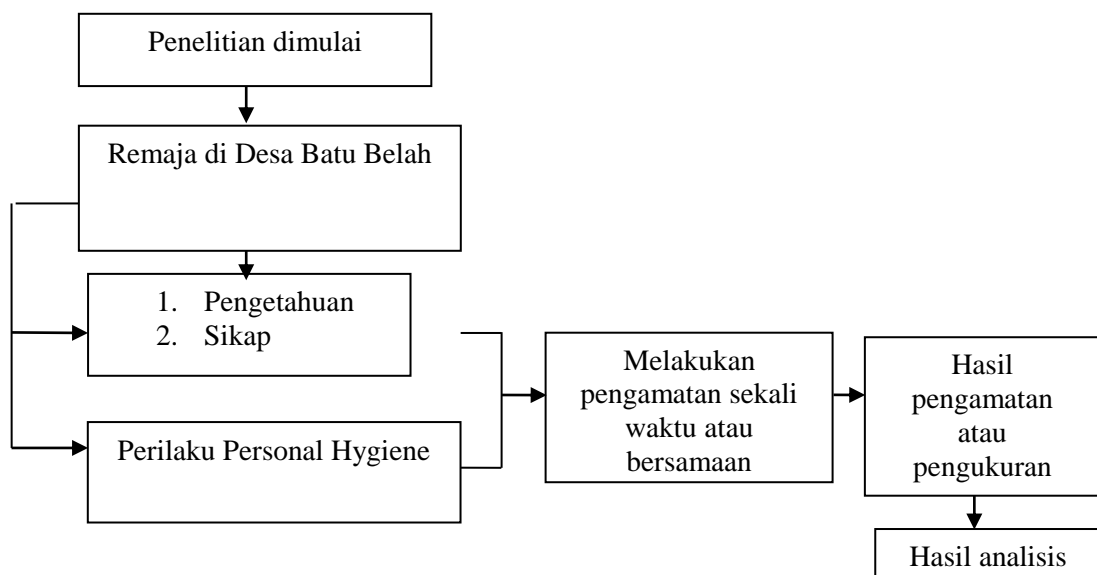 Penelitian dimulai
Remaja di Desa Batu Belah
1. Pengetahuan
2. Sikap
Perilaku Personal Hygiene
Melakukan
pengamatan sekali
waktu atau
bersamaan
Hasil
pengamatan
atau
pengukuran
Hasil analisis